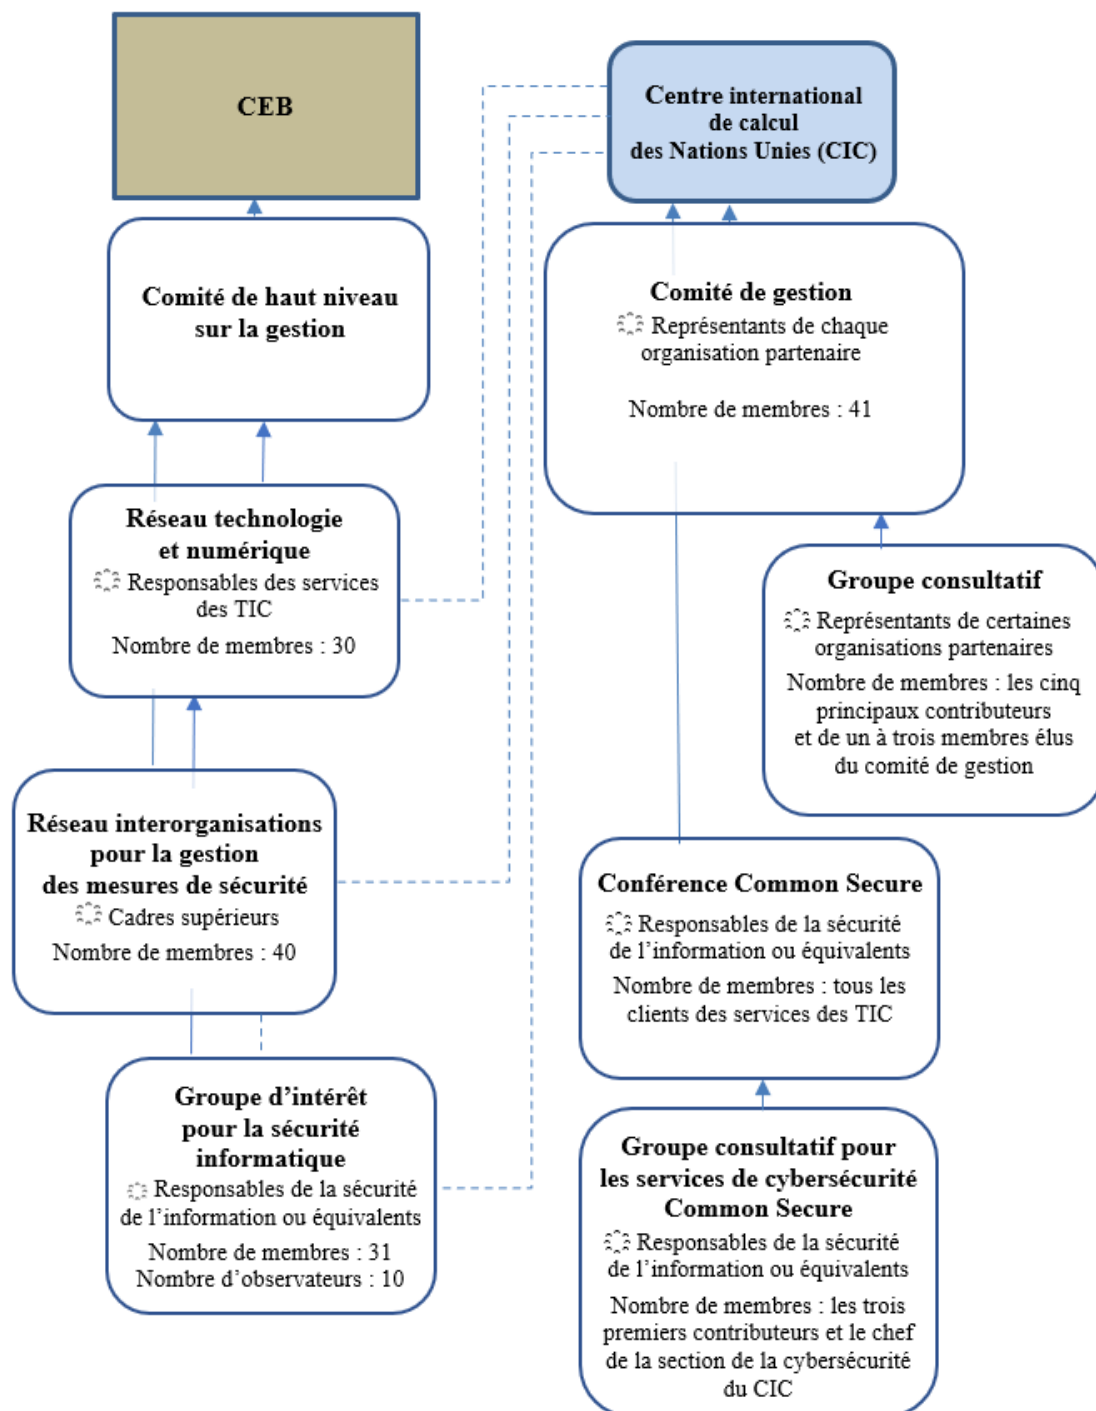 CEB
Comité de haut niveau
sur la gestion
Réseau technologie
et numérique
Responsables des services
des TIC
Nombre de membres : 30
Réseau interorganisations
pour la gestion
des mesures de sécurité
Cadres supérieurs
Nombre de membres : 40
Groupe d’intérêt
pour la sécurité
informatique
Responsables de la sécurité
de l’information ou équivalents
Nombre de membres : 31
Nombre d’observateurs : 10
Centre international
de calcul
des Nations Unies (CIC)
Comité de gestion
Représentants de chaque
organisation partenaire
Nombre de membres : 41
Groupe consultatif
Représentants de certaines
organisations partenaires
Nombre de membres : les cinq
principaux contributeurs
et de un à trois membres élus
du comité de gestion
Conférence Common Secure
Responsables de la sécurité
de l’information ou équivalents
Nombre de membres : tous les
clients des services des TIC
Groupe consultatif pour
les services de cybersécurité
Common Secure
Responsables de la sécurité
de l’information ou équivalents
Nombre de membres : les trois
premiers contributeurs et le chef
de la section de la cybersécurité
du CIC